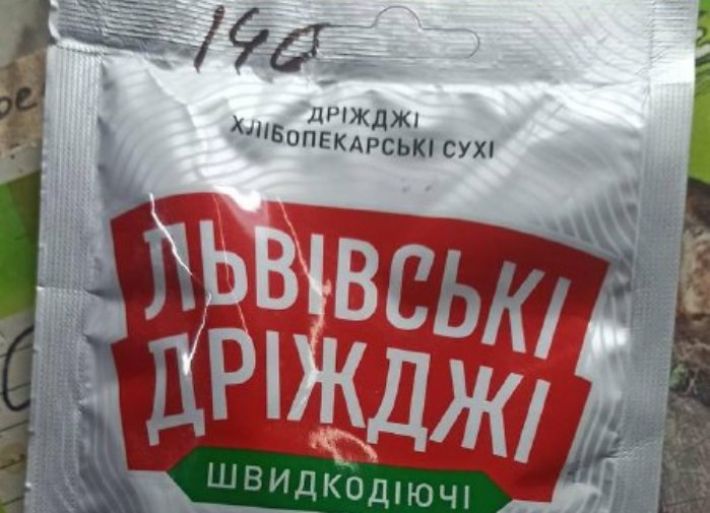 140
ДРІЖДЖІ
ХЛІБОПЕКАРСЬКІ СУХІ
ЛЬВІВСЬКІ
ДРІЖДЖІ
ШВИДКОДІЮЧІ